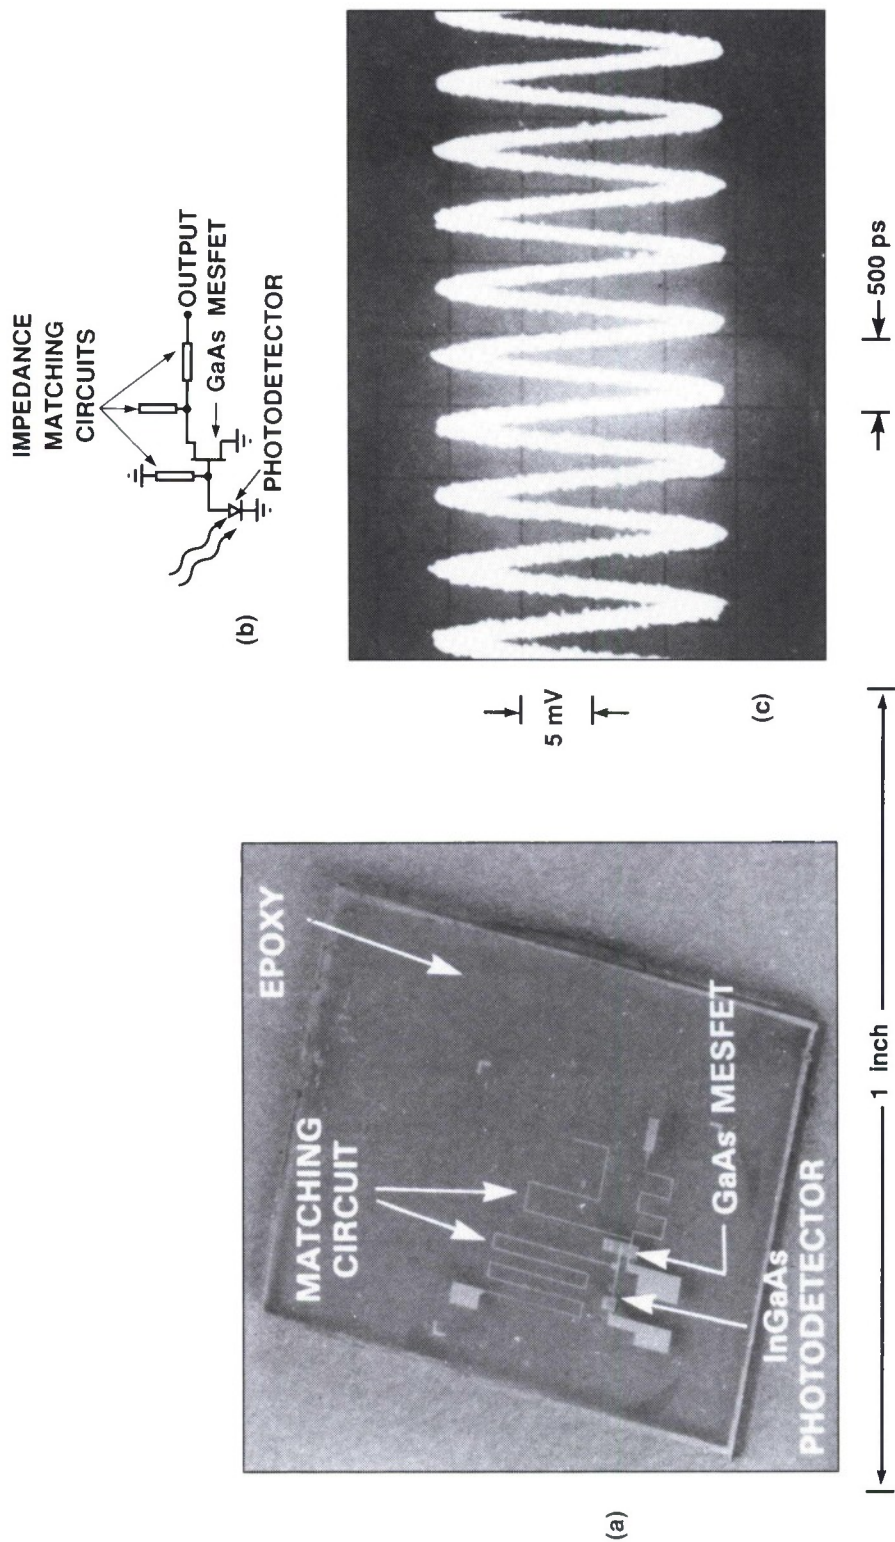 EPOXY
MATCHING
CIRCUIT
GaAs MESFET
InGaAs
PHOTODETECTOR
(a)
1 inch
IMPEDANCE
MATCHING
CIRCUITS
OUTPUT
GaAs MESFET
PHOTODETECTOR
(b)
5 mV
(c)
500 ps